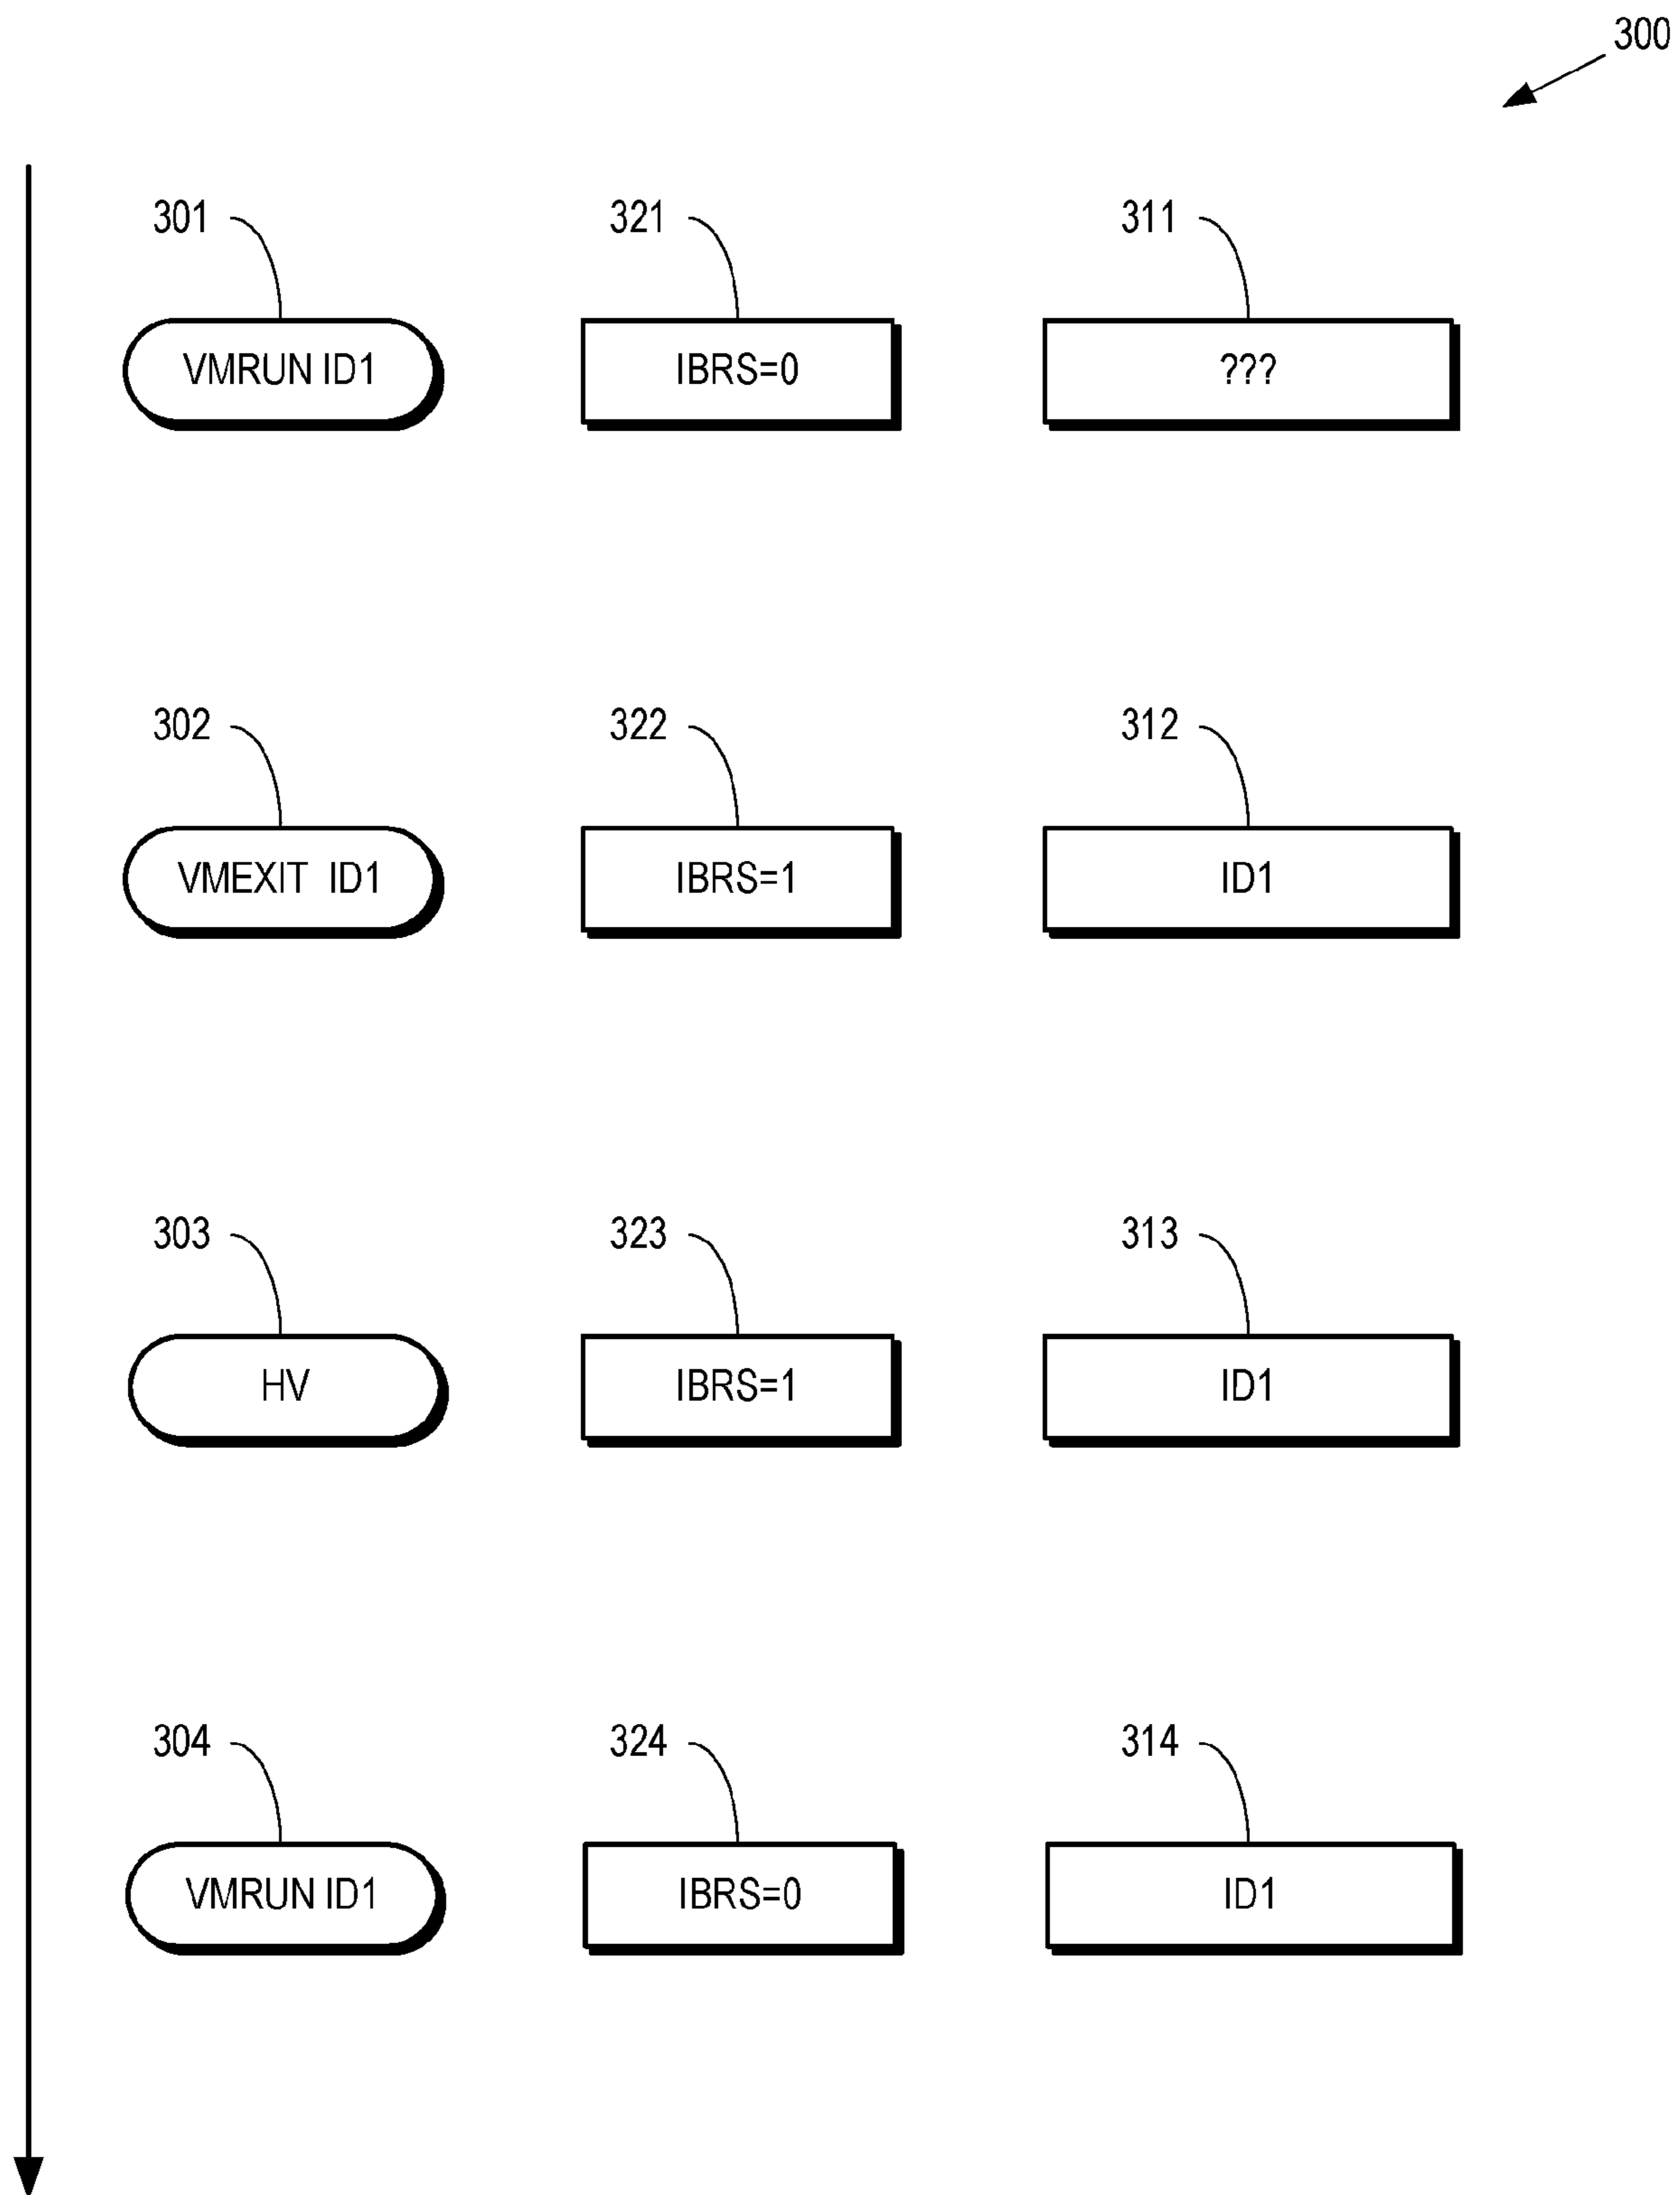 300
301 321 311
VMRUN ID1 IBRS=0 ???
302 322 312
VMEXIT ID1 IBRS=1 ID1
303 323 313
HV IBRS=1 ID1
304 324 314
VMRUN ID1 IBRS=0 ID1